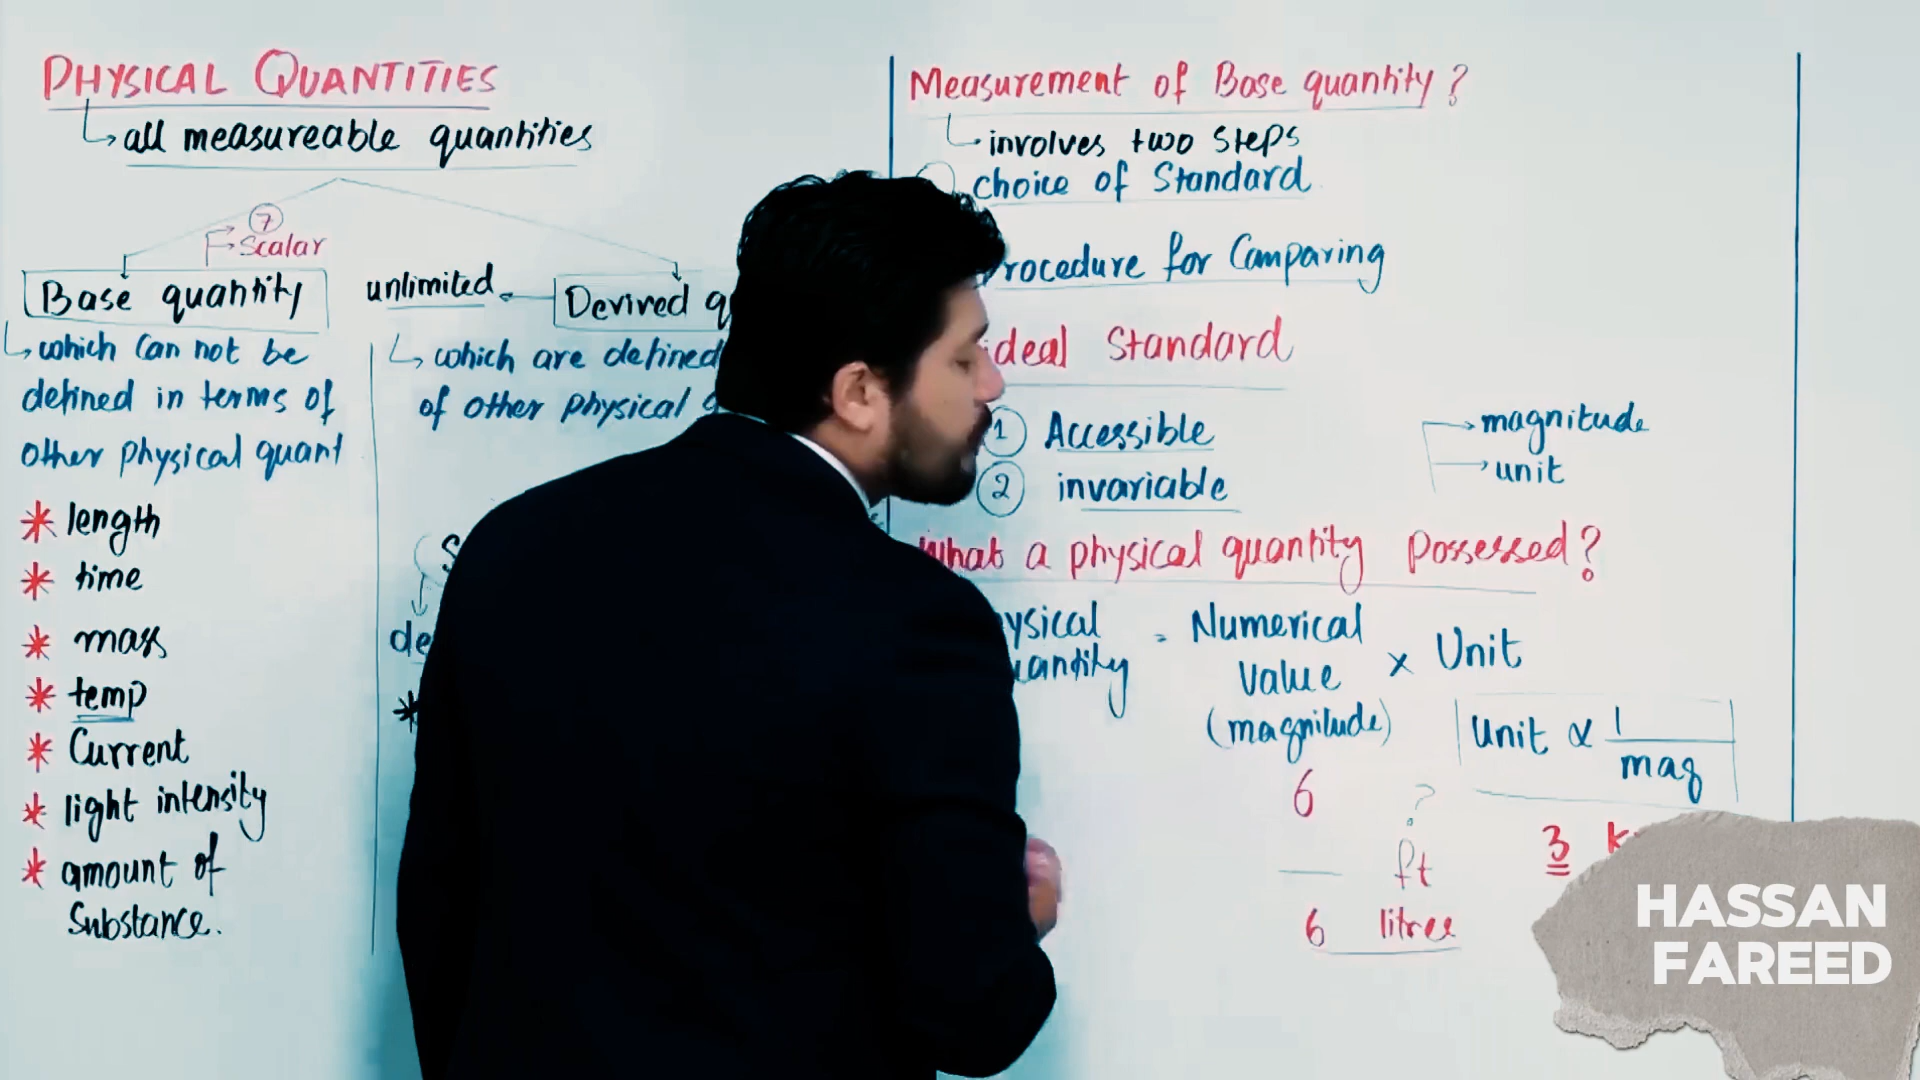 PHYSICAL QUANTITIES
all measureable quantities
7
Scalar
Base quantity
which can not be
defined in terms of
other physical quant
* length
* time
* mass
* temp
* Current
* light intensity
* amount of
Substance.
unlimited
Derived
which are defined
of other physical
*
Measurement of Base quantity?
involves two steps
choice of Standard
rocedure for Comparing
ideal Standard
1 Accessible
2 invariable
magnitude
unit
What a physical quantity possessed?
ysical
uantity
= Numerical
Value
(magnitude)
x Unit
Unit ∝ 1
mag
6 ?
ft
6 litres
3
HASSAN
FAREED